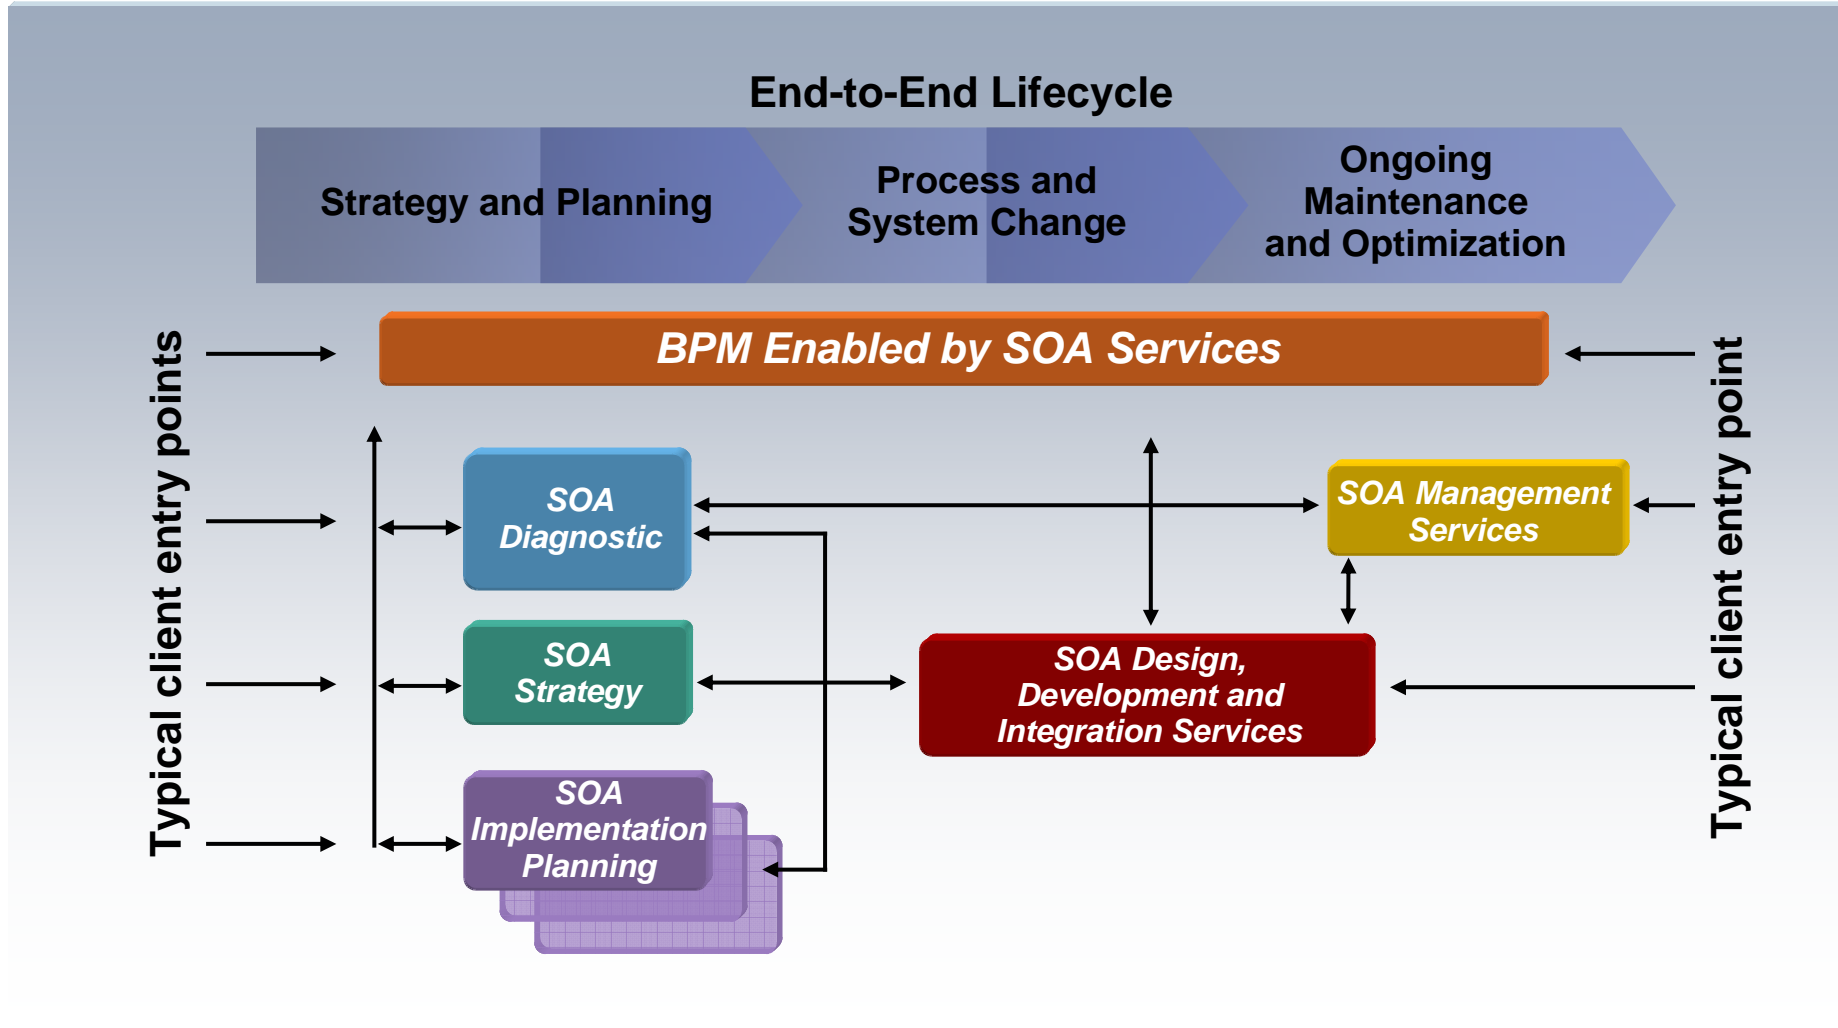 End-to-End Lifecycle
Strategy and Planning
Process and
System Change
Ongoing
Maintenance
and Optimization
Typical client entry points
BPM Enabled by SOA Services
Typical client entry point
SOA
Diagnostic
SOA Management
Services
SOA
Strategy
SOA Design,
Development and
Integration Services
SOA
Implementation
Planning